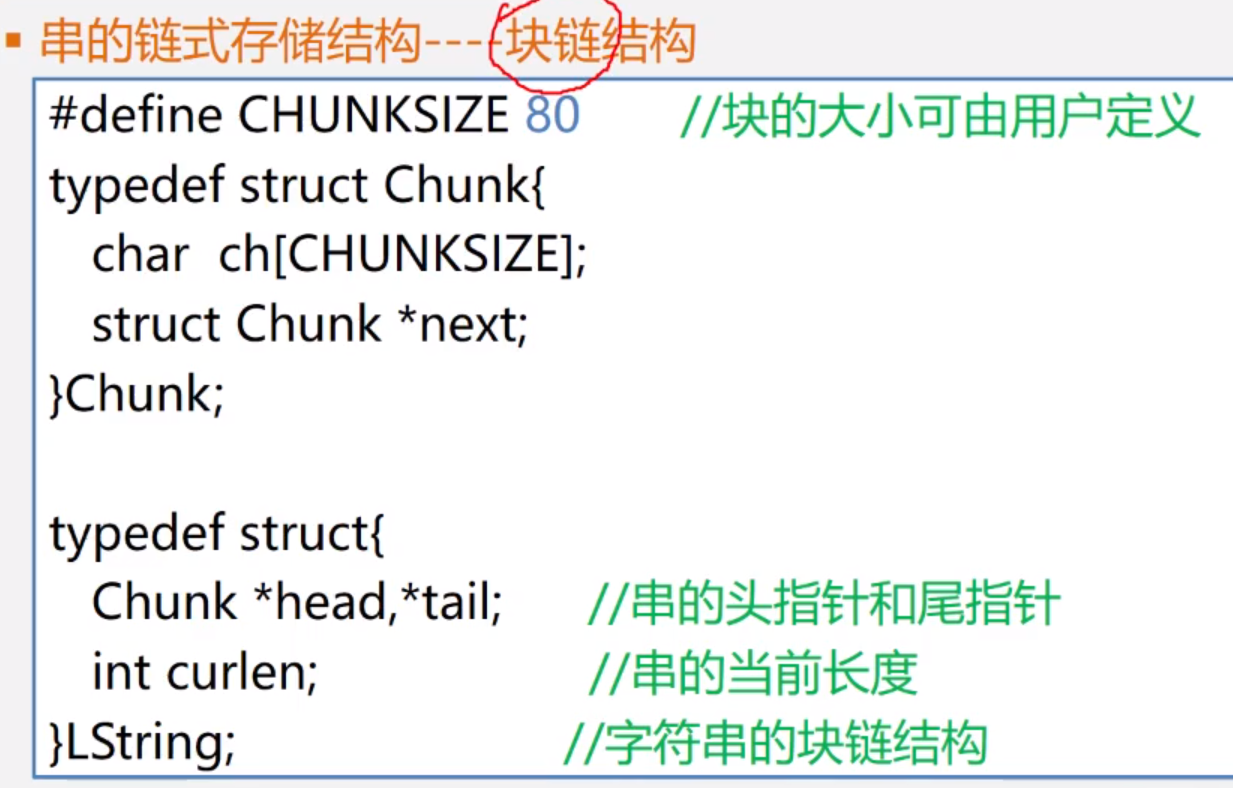 ▪ 串的链式存储结构----块链结构
#define CHUNKSIZE 80 //块的大小可由用户定义
typedef struct Chunk{
char ch[CHUNKSIZE];
struct Chunk *next;
}Chunk;
typedef struct{
Chunk *head,*tail; //串的头指针和尾指针
int curlen; //串的当前长度
}LString; //字符串的块链结构